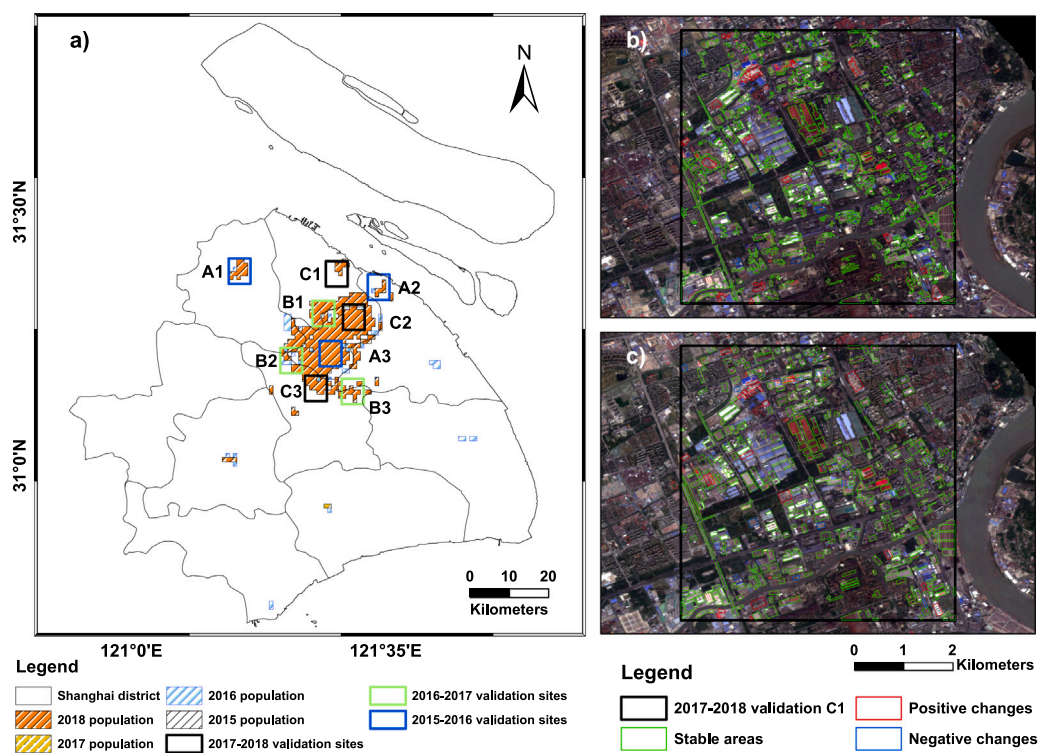 a)
N
31°30'N
31°0'N
A1
C1
A2
B1
C2
B2
A3
C3
B3
0 10 20
Kilometers
121°0'E
121°35'E
Legend
Shanghai district
2018 population
2017 population
2016 population
2015 population
2017-2018 validation sites
2016-2017 validation sites
2015-2016 validation sites
b)
c)
0 1 2
Kilometers
Legend
2017-2018 validation C1
Stable areas
Positive changes
Negative changes